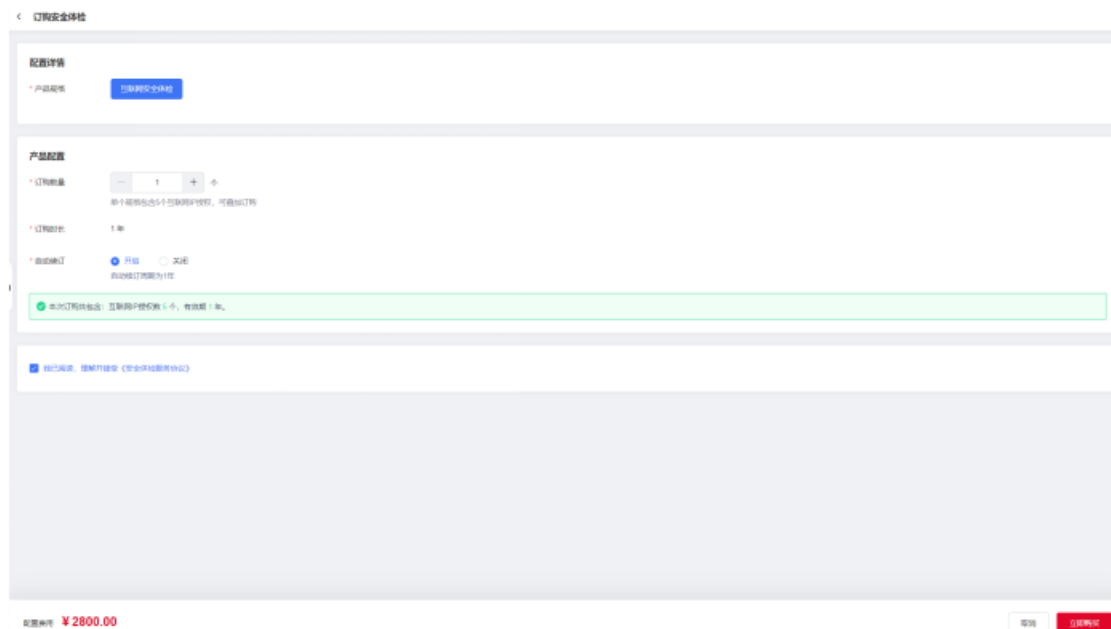 订购安全体检
配置详情
* 产品规格 互联网安全体检
产品配置
* 订购数量 — 1 + 个
单个规格包含5个互联网IP授权，可叠加订购
* 订购时长 1 年
* 自动续订 开启 关闭
自动续订周期为1年
本次订购共包含：互联网IP授权数 5 个，有效期 1 年。
我已阅读、理解并接受《安全体检服务协议》
配置费用 ¥ 2800.00
取消 立即购买